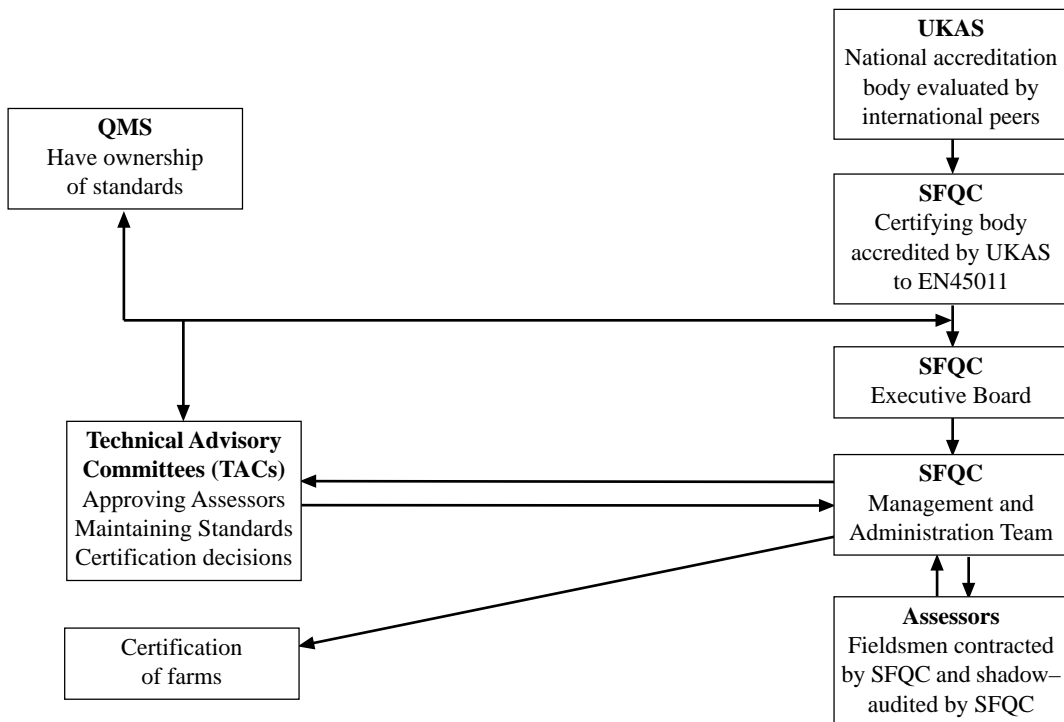 UKAS
National accreditation
body evaluated by
international peers
QMS
Have ownership
of standards
SFQC
Certifying body
accredited by UKAS
to EN45011
SFQC
Executive Board
Technical Advisory
Committees (TACs)
Approving Assessors
Maintaining Standards
Certification decisions
SFQC
Management and
Administration Team
Certification
of farms
Assessors
Fieldsmen contracted
by SFQC and shadow–
audited by SFQC